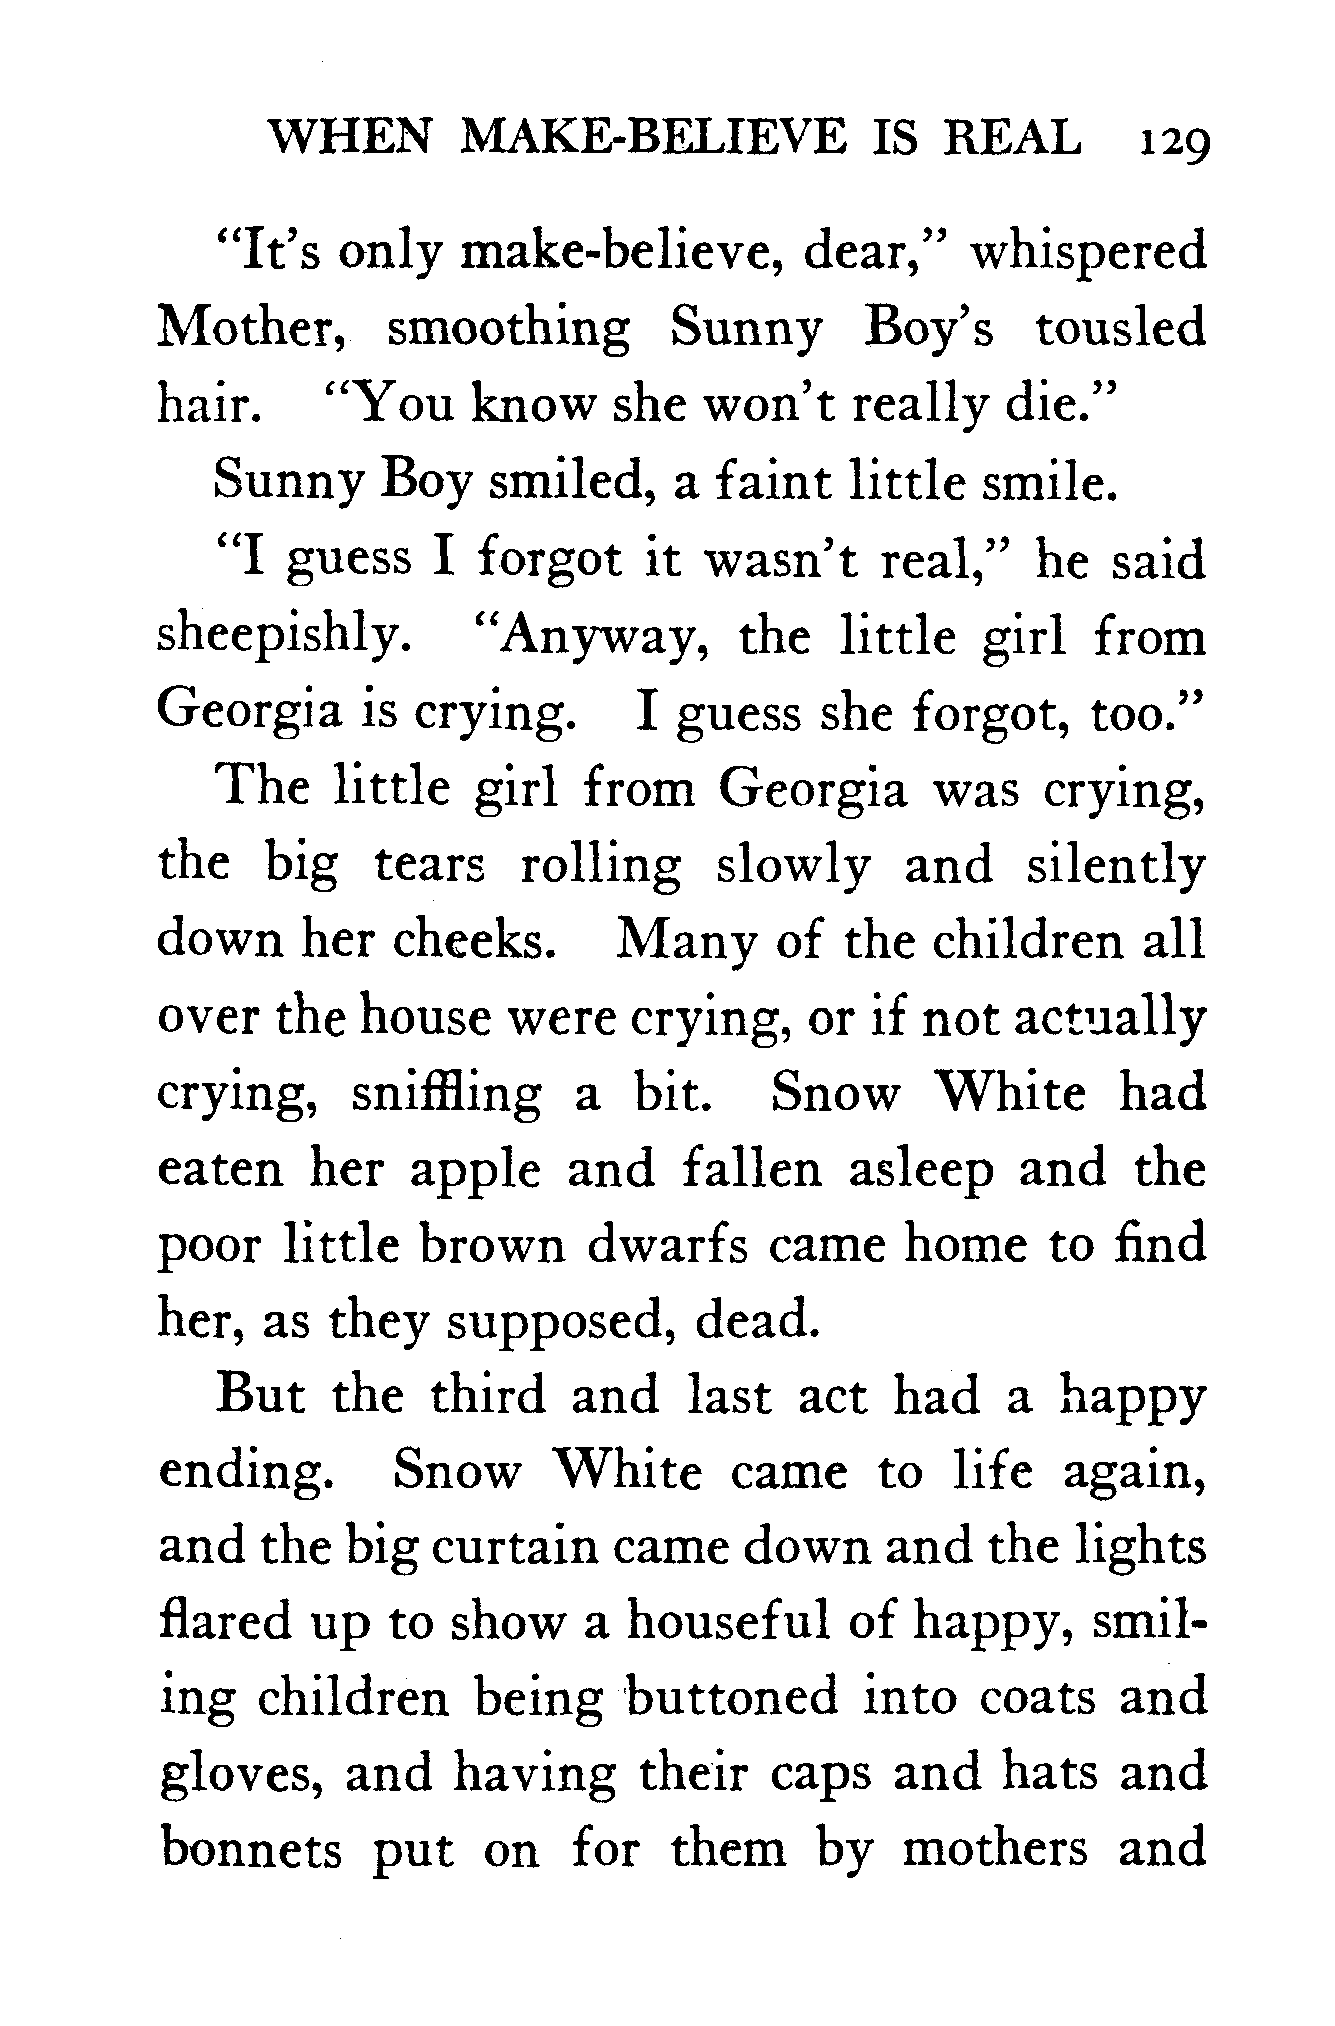 WHEN MAKE-BELIEVE IS REAL 129
“It’s only make-believe, dear,” whispered
Mother, smoothing Sunny Boy’s tousled
hair. “You know she won’t really die.”
Sunny Boy smiled, a faint little smile.
“I guess I forgot it wasn’t real,” he said
sheepishly. “Anyway, the little girl from
Georgia is crying. I guess she forgot, too.”
The little girl from Georgia was crying,
the big tears rolling slowly and silently
down her cheeks. Many of the children all
over the house were crying, or if not actually
crying, sniffling a bit. Snow White had
eaten her apple and fallen asleep and the
poor little brown dwarfs came home to find
her, as they supposed, dead.
But the third and last act had a happy
ending. Snow White came to life again,
and the big curtain came down and the lights
flared up to show a houseful of happy, smil-
ing children being buttoned into coats and
gloves, and having their caps and hats and
bonnets put on for them by mothers and